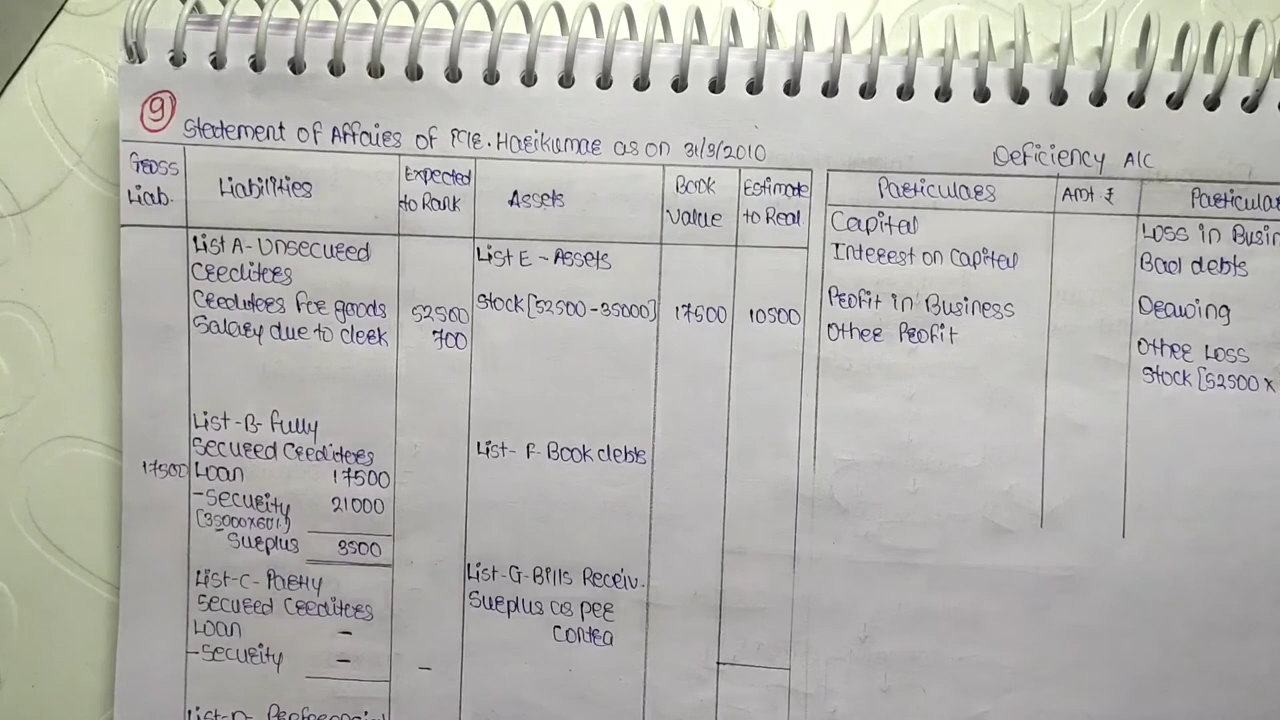 9
Statement of Affairs of Mr. Harikumar as on 31/3/2010
Gross Liab.
Liabilities
Expected to Rank
Assets
Book Value
Estimate to Real
List A - Unsecured
Creditors
Creditors for goods 52500
Salary due to clerk 700
List E - Assets
Stock [52500-35000] 17500 10500
List-B- Fully
Secured Creditors
17500 Loan 17500
-Security 21000
[35000x60%]
Surplus 3500
List- F- Book debts
List-C- Partly
Secured Creditors
Loan -
-Security - -
List-G-Bills Receiv.
Surplus as per
contra
Deficiency A/C
Particulars
Amt ₹
Capital
Interest on Capital
Profit in Business
Other Profit
Loss in
Bad debts
Drawing
Other Loss
Stock [52500 x